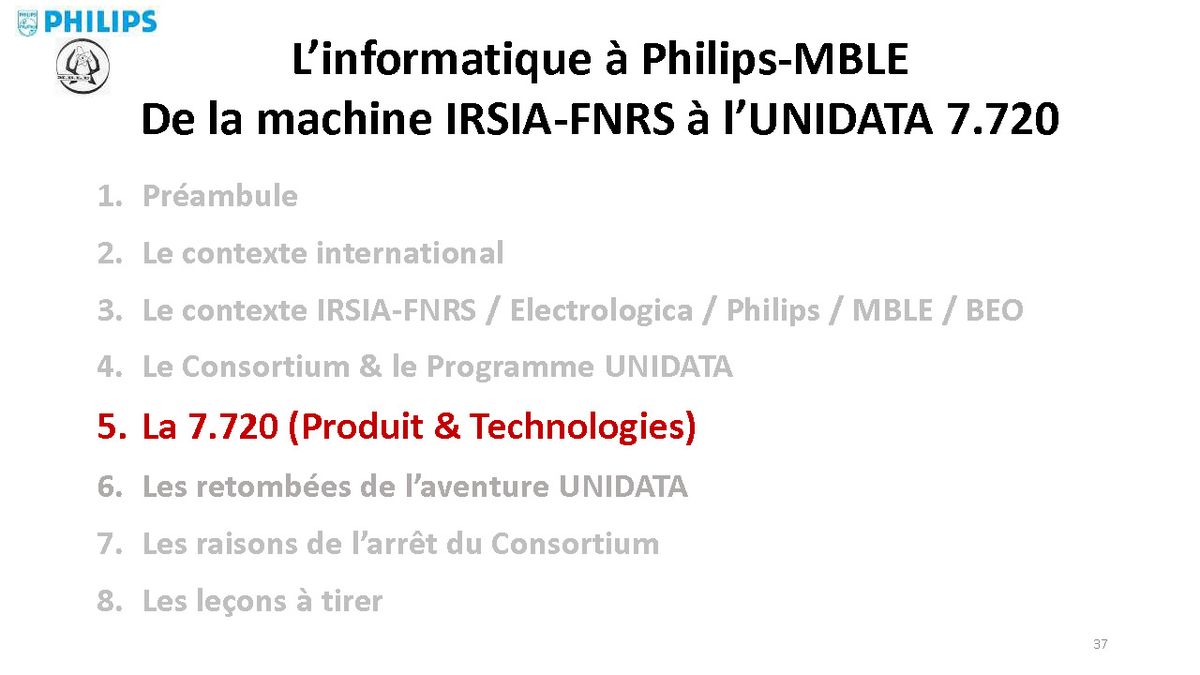 PHILIPS
L’informatique à Philips-MBLE
De la machine IRSIA-FNRS à l’UNIDATA 7.720
1. Préambule
2. Le contexte international
3. Le contexte IRSIA-FNRS / Electrologica / Philips / MBLE / BEO
4. Le Consortium & le Programme UNIDATA
5. La 7.720 (Produit & Technologies)
6. Les retombées de l’aventure UNIDATA
7. Les raisons de l’arrêt du Consortium
8. Les leçons à tirer
37